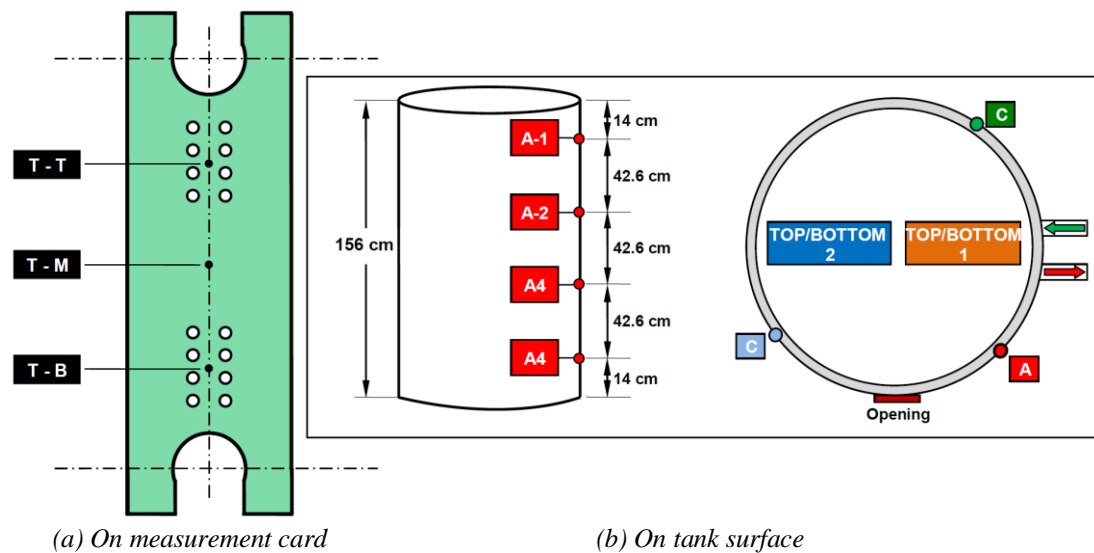 T - T
T - M
T - B
156 cm
A-1
A-2
A4
A4
14 cm
42.6 cm
42.6 cm
42.6 cm
14 cm
C
TOP/BOTTOM
2
TOP/BOTTOM
1
C
A
Opening
(a) On measurement card
(b) On tank surface